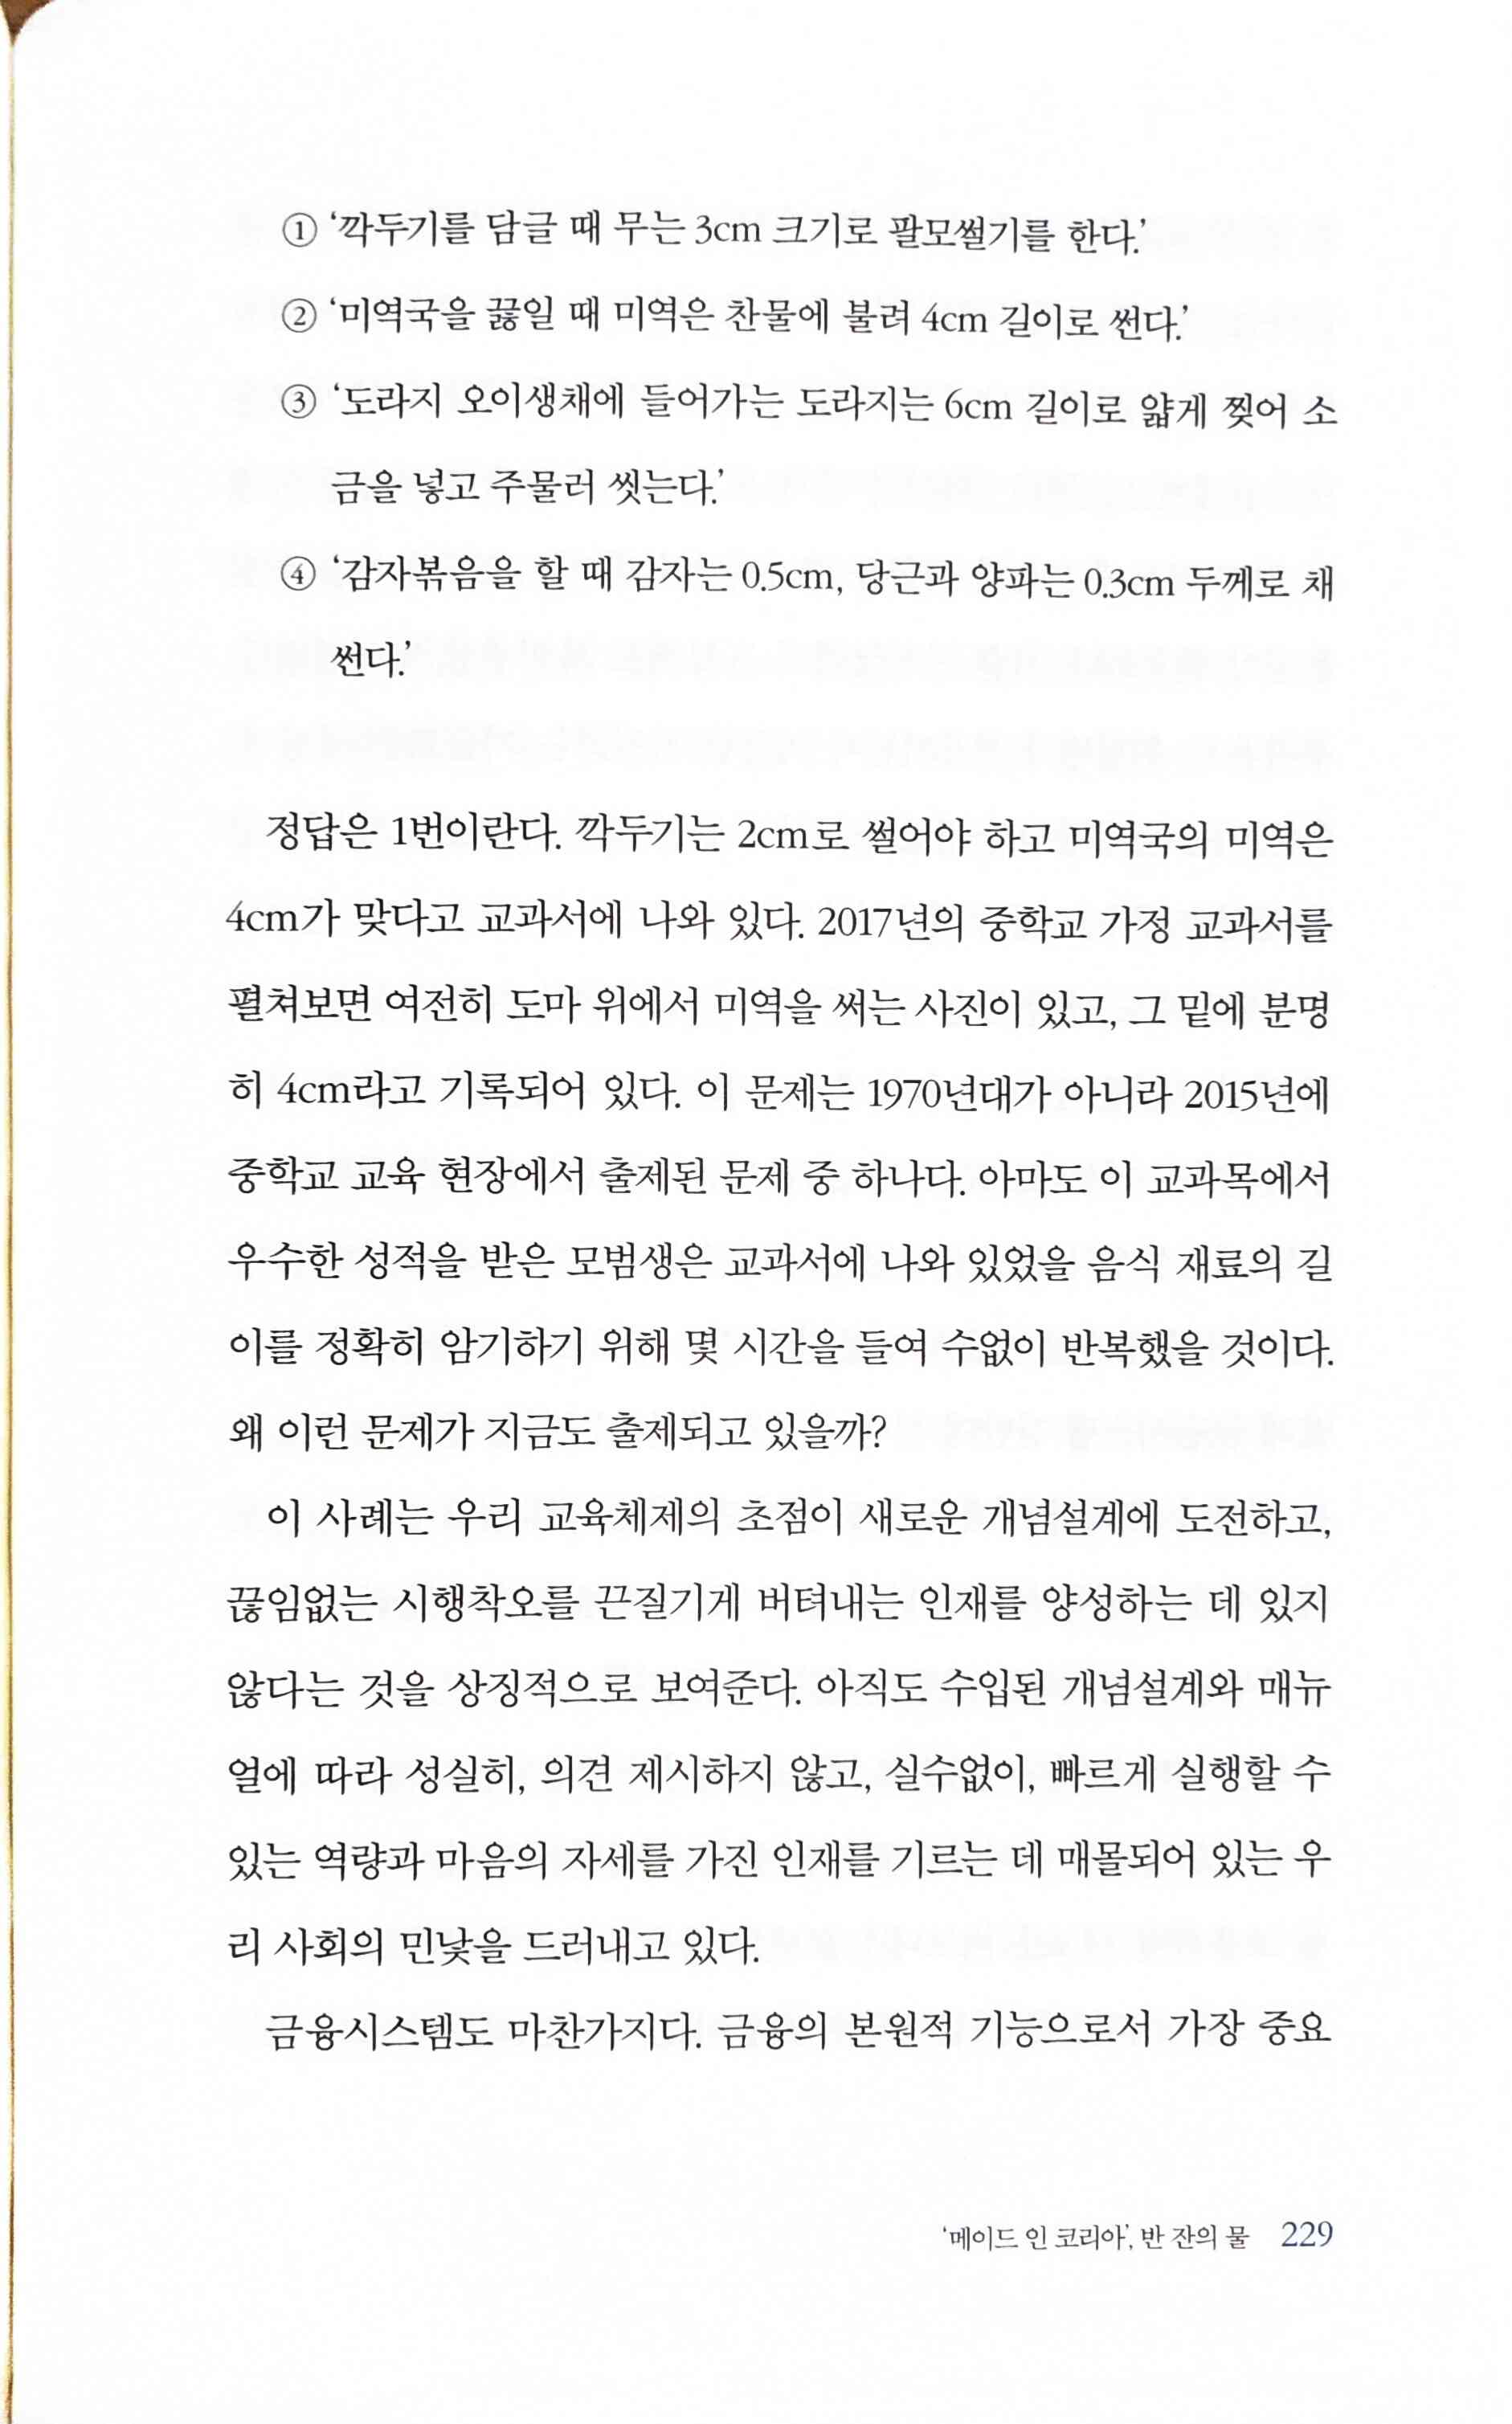 ① ‘깍두기를 담글 때 무는 3cm 크기로 팔모썰기를 한다.’
② ‘미역국을 끓일 때 미역은 찬물에 불려 4cm 길이로 썬다.’
③ ‘도라지 오이생채에 들어가는 도라지는 6cm 길이로 얇게 찢어 소
금을 넣고 주물러 씻는다.’
④ ‘감자볶음을 할 때 감자는 0.5cm, 당근과 양파는 0.3cm 두께로 채
썬다.’
정답은 1번이란다. 깍두기는 2cm로 썰어야 하고 미역국의 미역은
4cm가 맞다고 교과서에 나와 있다. 2017년의 중학교 가정 교과서를
펼쳐보면 여전히 도마 위에서 미역을 써는 사진이 있고, 그 밑에 분명
히 4cm라고 기록되어 있다. 이 문제는 1970년대가 아니라 2015년에
중학교 교육 현장에서 출제된 문제 중 하나다. 아마도 이 교과목에서
우수한 성적을 받은 모범생은 교과서에 나와 있었을 음식 재료의 길
이를 정확히 암기하기 위해 몇 시간을 들여 수없이 반복했을 것이다.
왜 이런 문제가 지금도 출제되고 있을까?
이 사례는 우리 교육체제의 초점이 새로운 개념설계에 도전하고,
끊임없는 시행착오를 끈질기게 버텨내는 인재를 양성하는 데 있지
않다는 것을 상징적으로 보여준다. 아직도 수입된 개념설계와 매뉴
얼에 따라 성실히, 의견 제시하지 않고, 실수없이, 빠르게 실행할 수
있는 역량과 마음의 자세를 가진 인재를 기르는 데 매몰되어 있는 우
리 사회의 민낯을 드러내고 있다.
금융시스템도 마찬가지다. 금융의 본원적 기능으로서 가장 중요
‘메이드 인 코리아’, 반 잔의 물 229